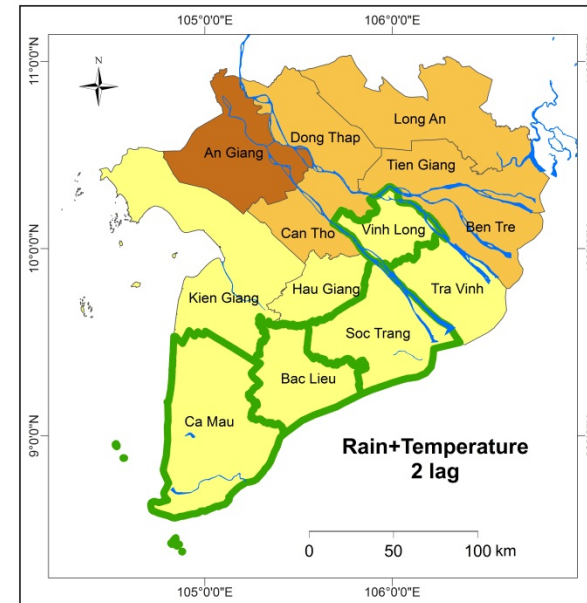 105°0'0"E
106°0'0"E
11°0'0"N
N
Long An
Dong Thap
An Giang
Tien Giang
Can Tho
Vinh Long
Ben Tre
10°0'0"N
Kien Giang
Hau Giang
Tra Vinh
Soc Trang
Bac Lieu
Ca Mau
9°0'0"N
Rain+Temperature
2 lag
0 50 100 km
105°0'0"E
106°0'0"E